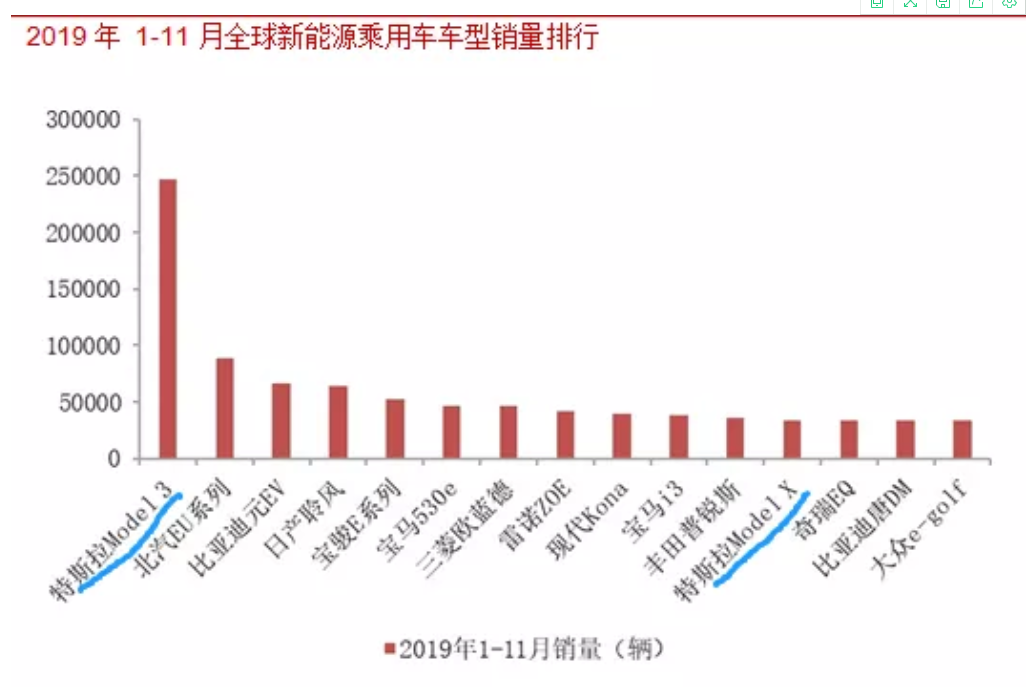 2019 年 1-11 月全球新能源乘用车车型销量排行
300000
250000
200000
150000
100000
50000
0
特斯拉Model 3
北汽EU系列
比亚迪元EV
日产聆风
宝骏E系列
宝马530e
三菱欧蓝德
雷诺ZOE
现代Kona
宝马i3
丰田普锐斯
特斯拉Model X
奇瑞EQ
比亚迪唐DM
大众e-golf
2019年1-11月销量（辆）